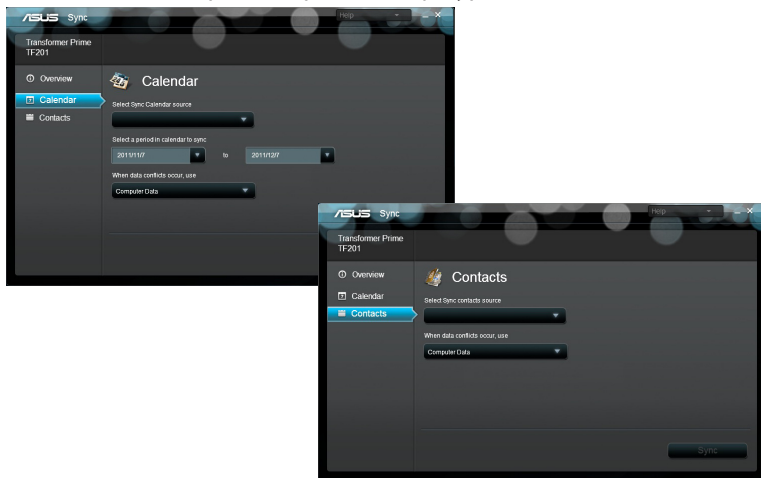 ASUS Sync
Help
Transformer Prime
TF201
Overview
Calendar
Contacts
Calendar
Select Sync Calendar source
Select a period in calendar to sync
2011/11/7 to 2011/12/7
When data conflicts occur, use
Computer Data
ASUS Sync
Help
Transformer Prime
TF201
Overview
Calendar
Contacts
Contacts
Select Sync contacts source
When data conflicts occur, use
Computer Data
Sync